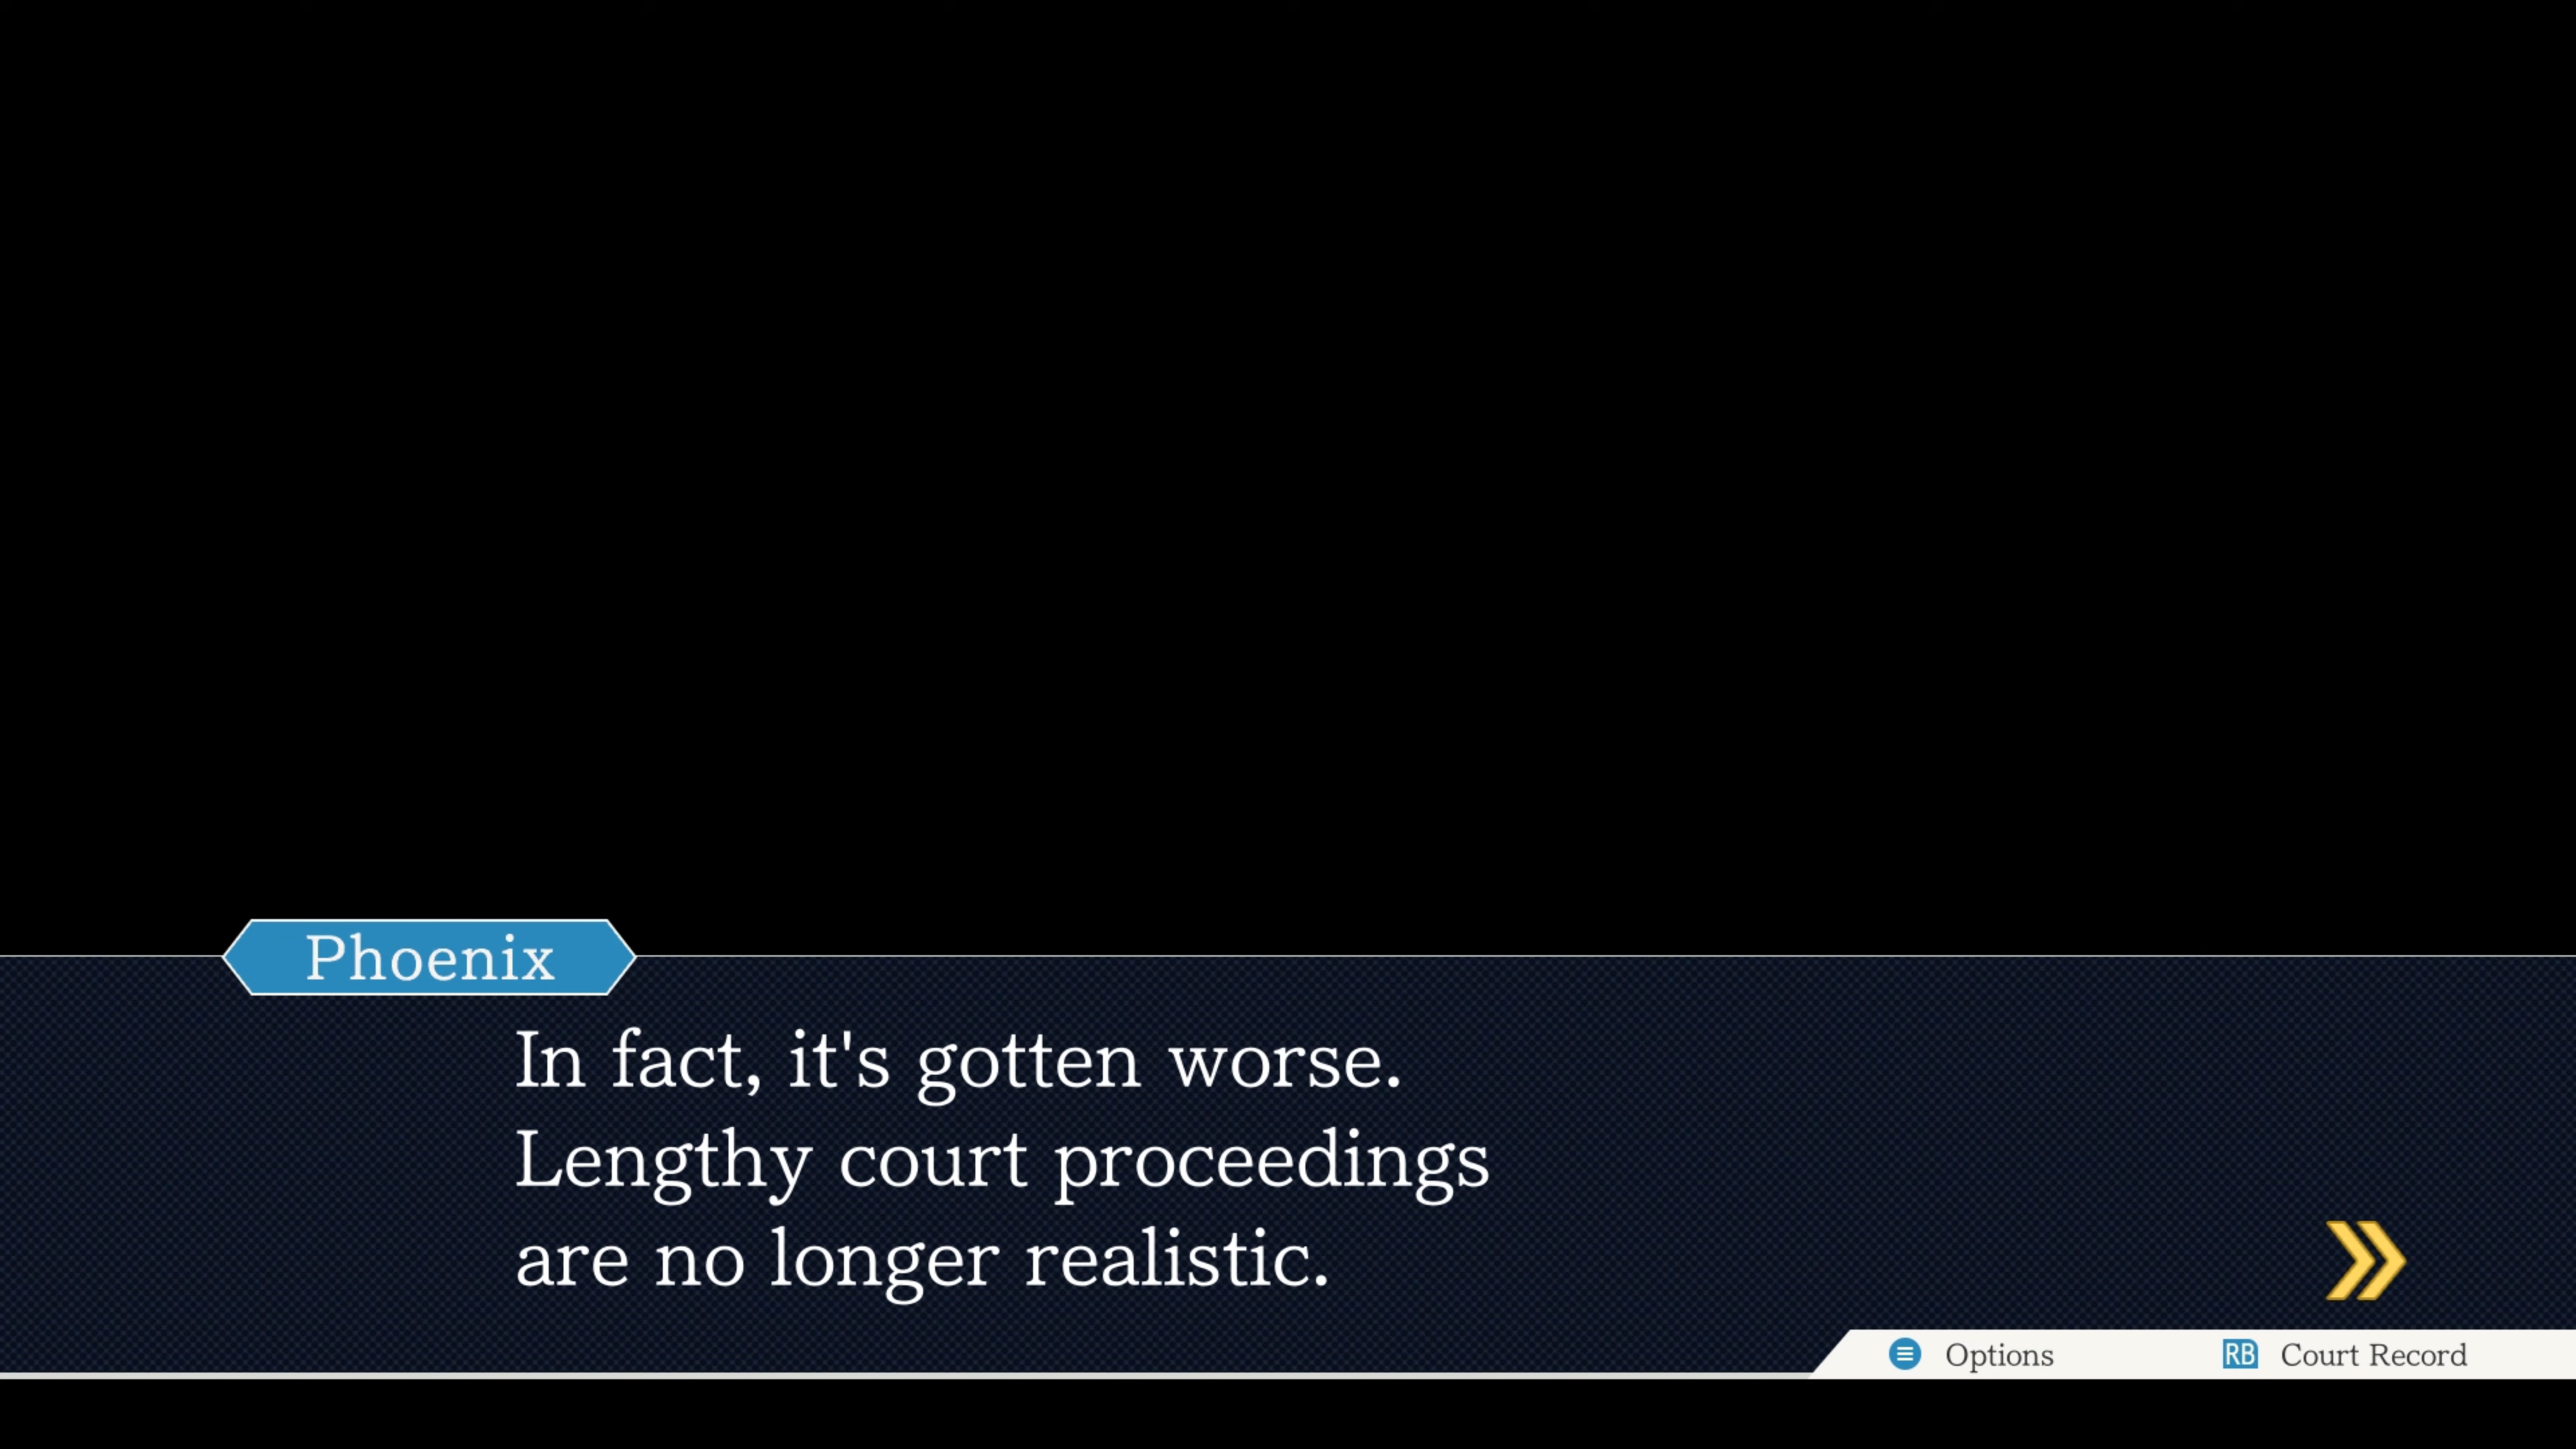 Phoenix
In fact, it's gotten worse.
Lengthy court proceedings
are no longer realistic.
Options
RB Court Record